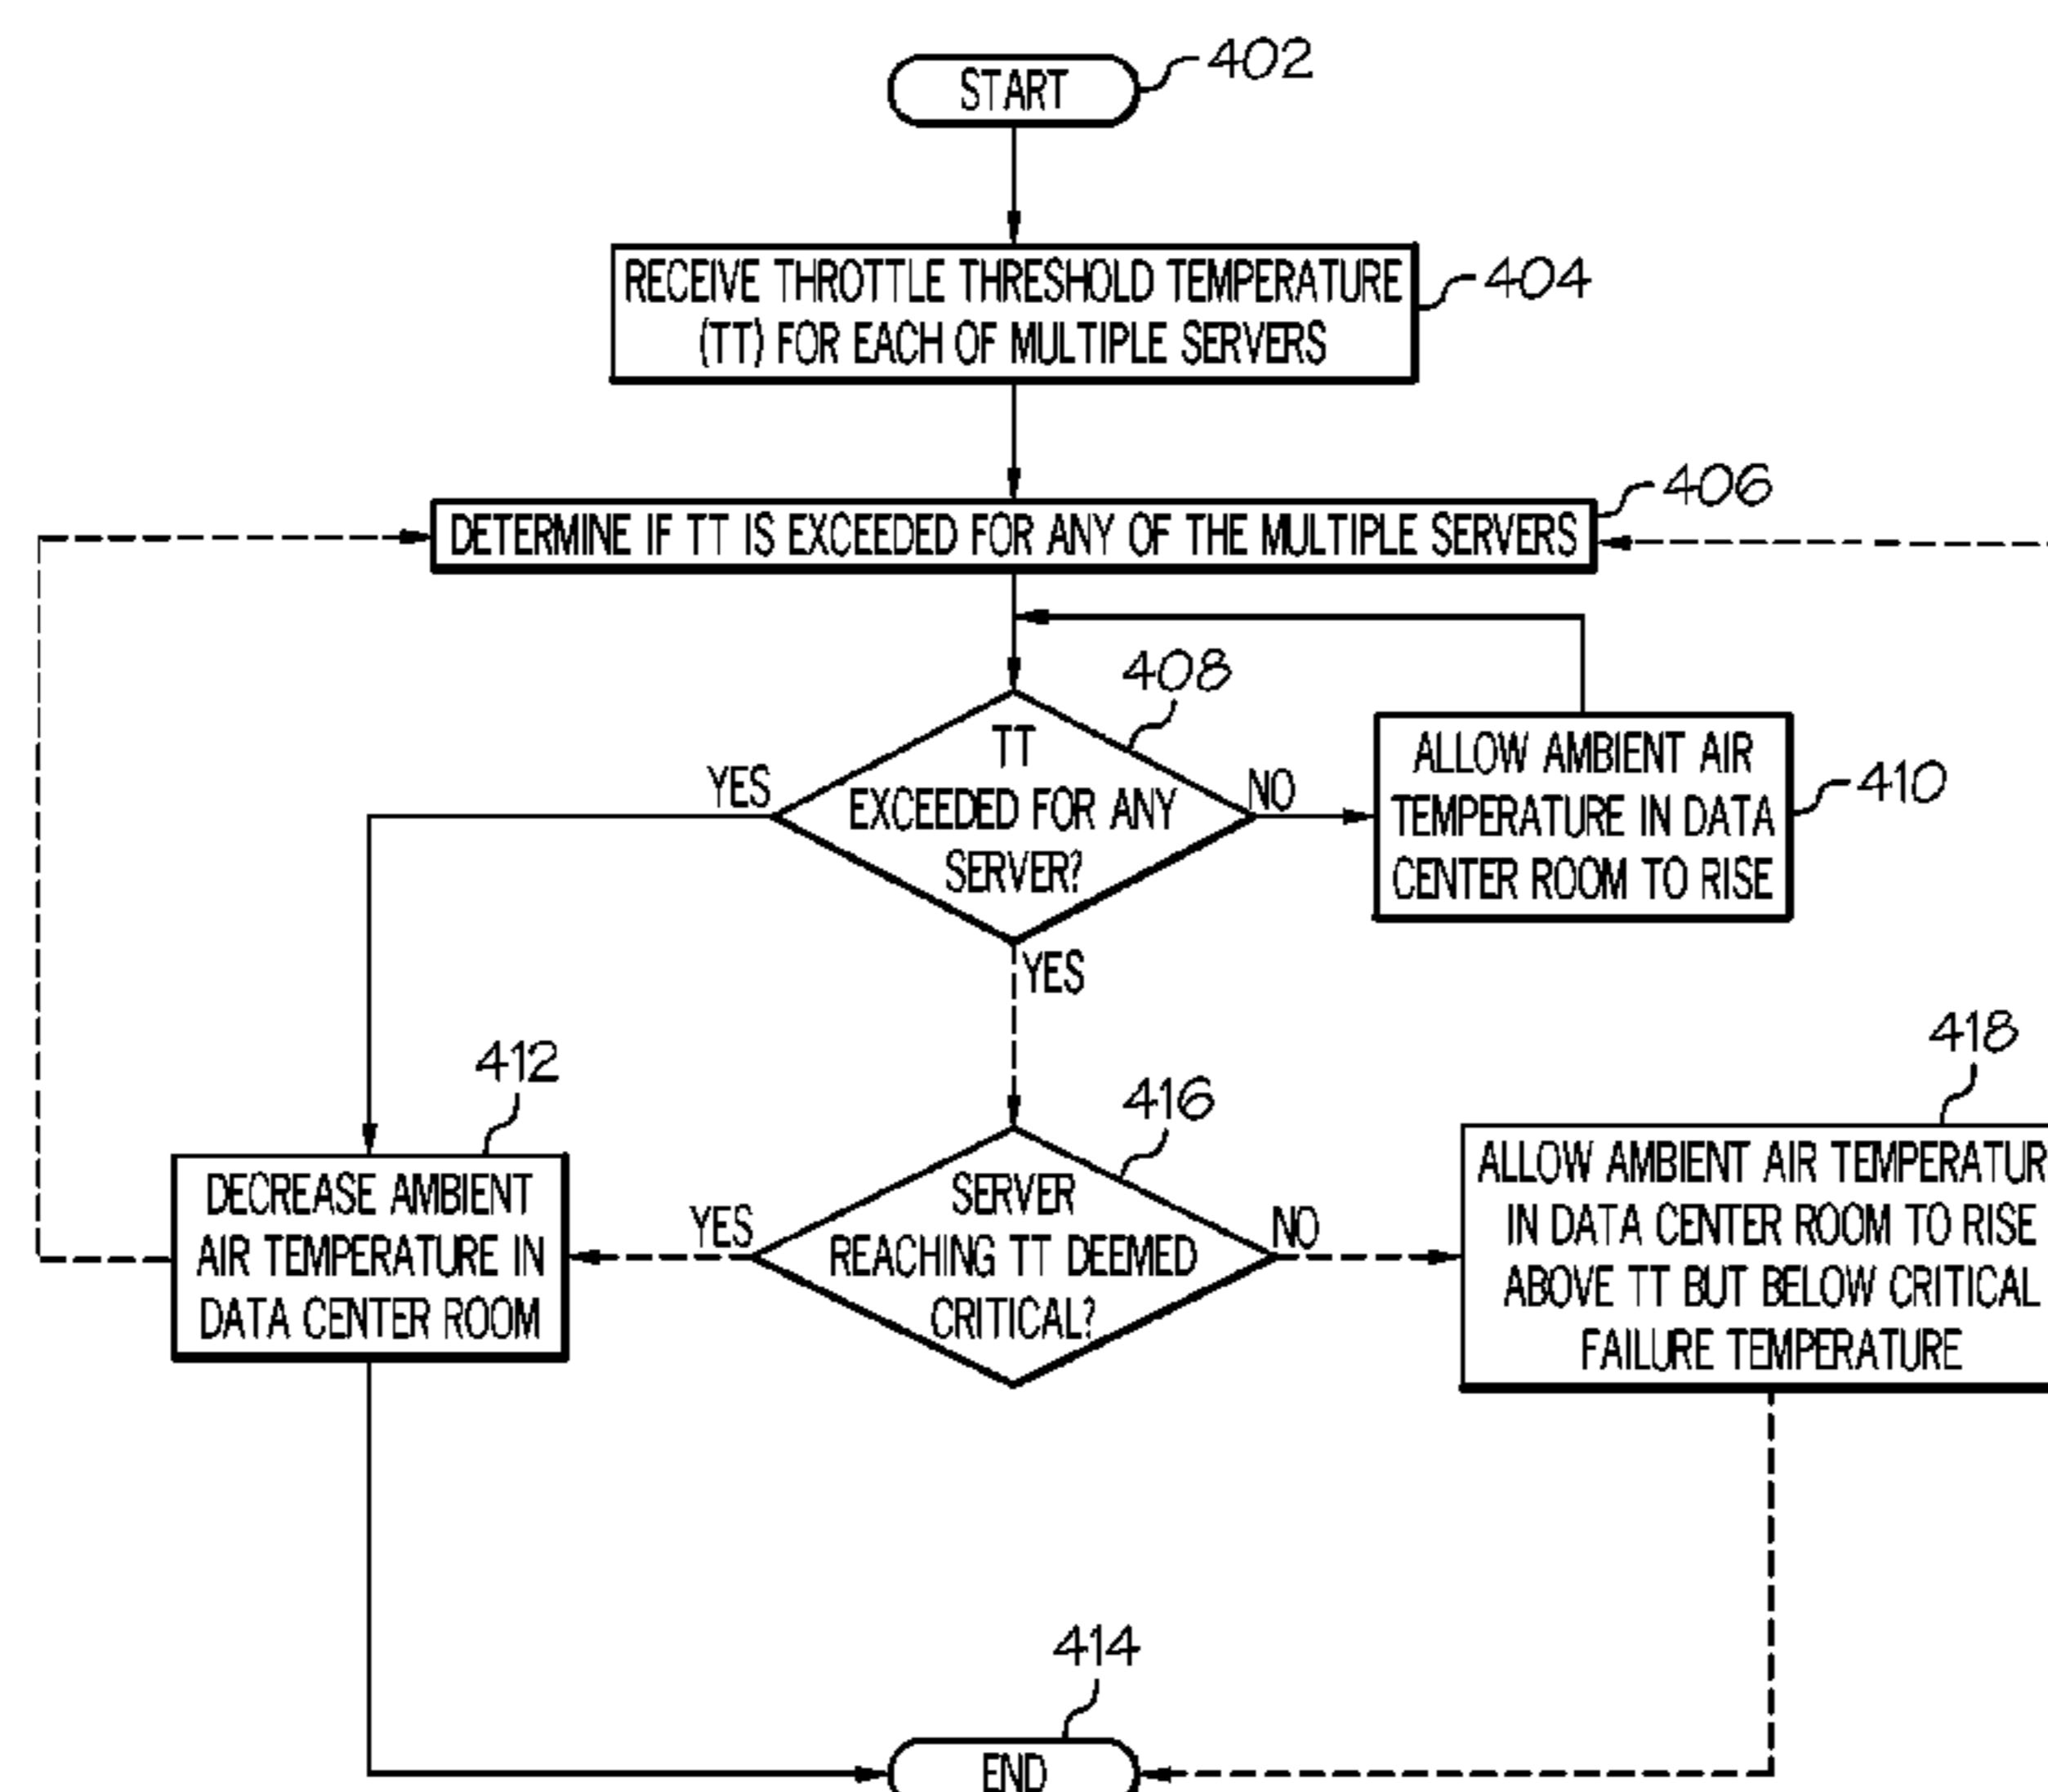 START
402
RECEIVE THROTTLE THRESHOLD TEMPERATURE
(TT) FOR EACH OF MULTIPLE SERVERS
404
DETERMINE IF TT IS EXCEEDED FOR ANY OF THE MULTIPLE SERVERS
406
408
TT
EXCEEDED FOR ANY
SERVER?
YES
NO
YES
ALLOW AMBIENT AIR
TEMPERATURE IN DATA
CENTER ROOM TO RISE
410
412
DECREASE AMBIENT
AIR TEMPERATURE IN
DATA CENTER ROOM
416
SERVER
REACHING TT DEEMED
CRITICAL?
YES
NO
418
ALLOW AMBIENT AIR TEMPERATUR
IN DATA CENTER ROOM TO RISE
ABOVE TT BUT BELOW CRITICAL
FAILURE TEMPERATURE
414
END